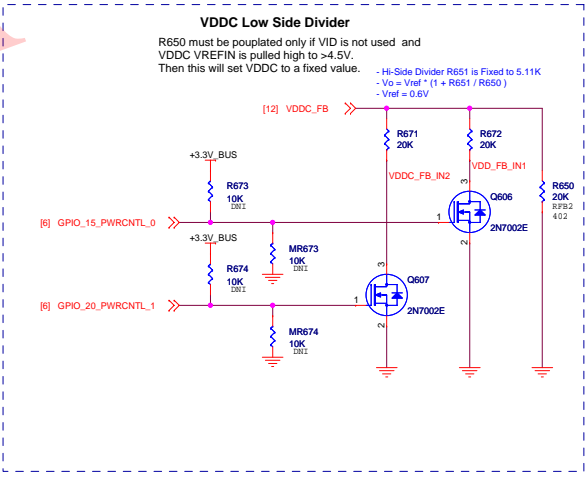 VDDC Low Side Divider
R650 must be pouplated only if VID is not used and
VDDC VREFIN is pulled high to >4.5V.
Then this will set VDDC to a fixed value.
- Hi-Side Divider R651 is Fixed to 5.11K
- Vo = Vref * (1 + R651 / R650 )
- Vref = 0.6V
[12] VDDC_FB
R671
20K
R672
20K
VDDC_FB_IN2
VDD_FB_IN1
+3.3V_BUS
R673
10K
DNI
R650
20K
RFB2
402
3
Q606
1
2N7002E
2
[6] GPIO_15_PWRCNTL_0
+3.3V_BUS
MR673
10K
DNI
R674
10K
DNI
3
Q607
1
2N7002E
2
[6] GPIO_20_PWRCNTL_1
MR674
10K
DNI